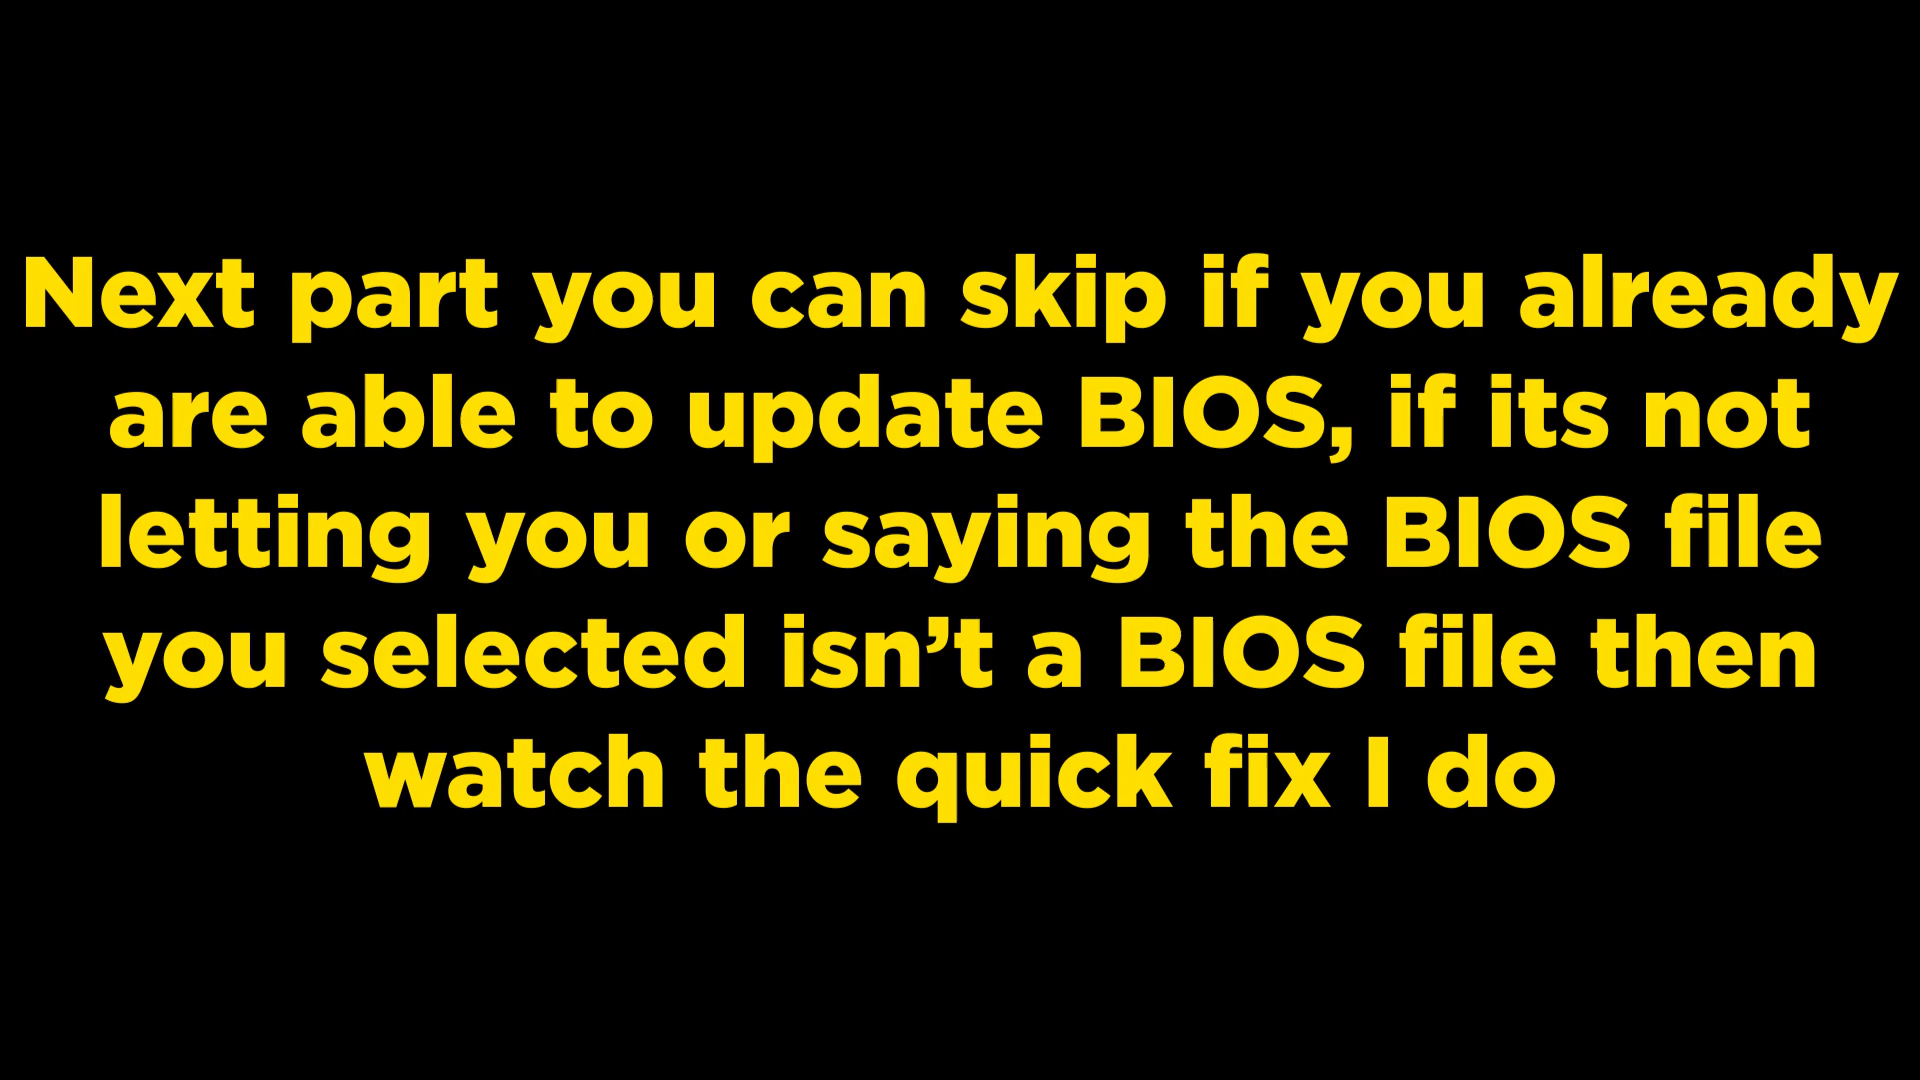 Next part you can skip if you already
are able to update BIOS, if its not
letting you or saying the BIOS file
you selected isn’t a BIOS file then
watch the quick fix I do